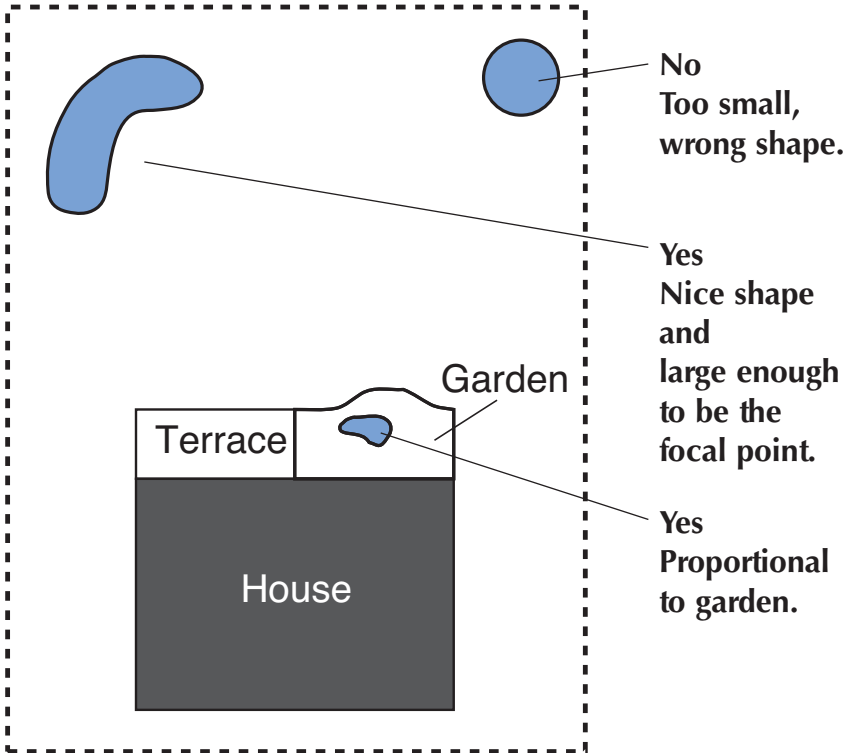 No
Too small,
wrong shape.
Yes
Nice shape
and
large enough
to be the
focal point.
Garden
Terrace
Yes
Proportional
to garden.
House